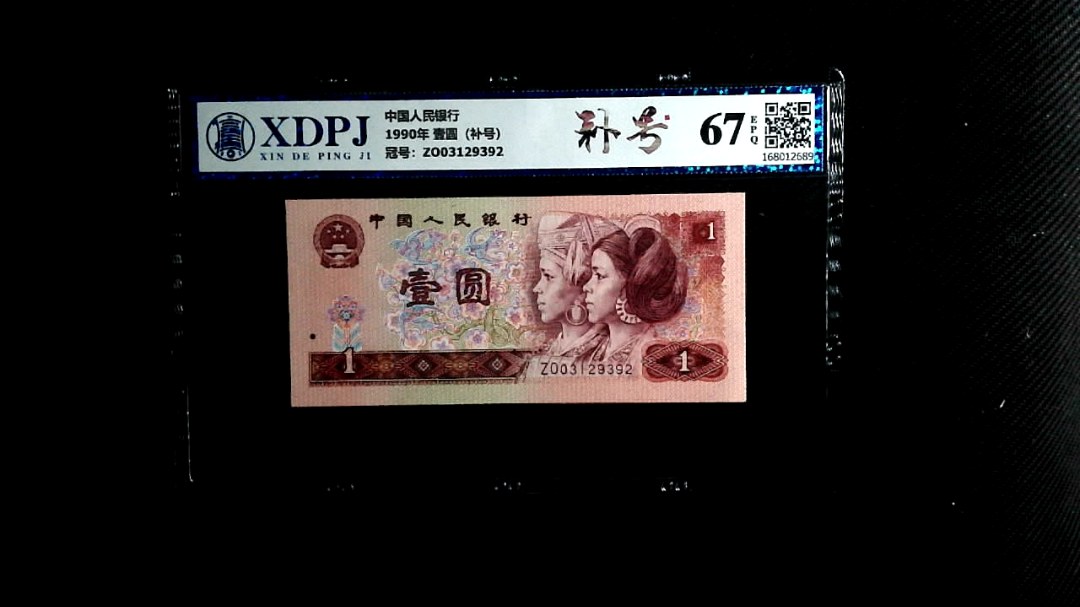 XDPJ
XIN DE PING JI
中国人民银行
1990年 壹圆（补号）
冠号：ZO03129392
补号
67
EPQ
168012689
中国人民银行
1
壹圆
1
ZO03129392
1